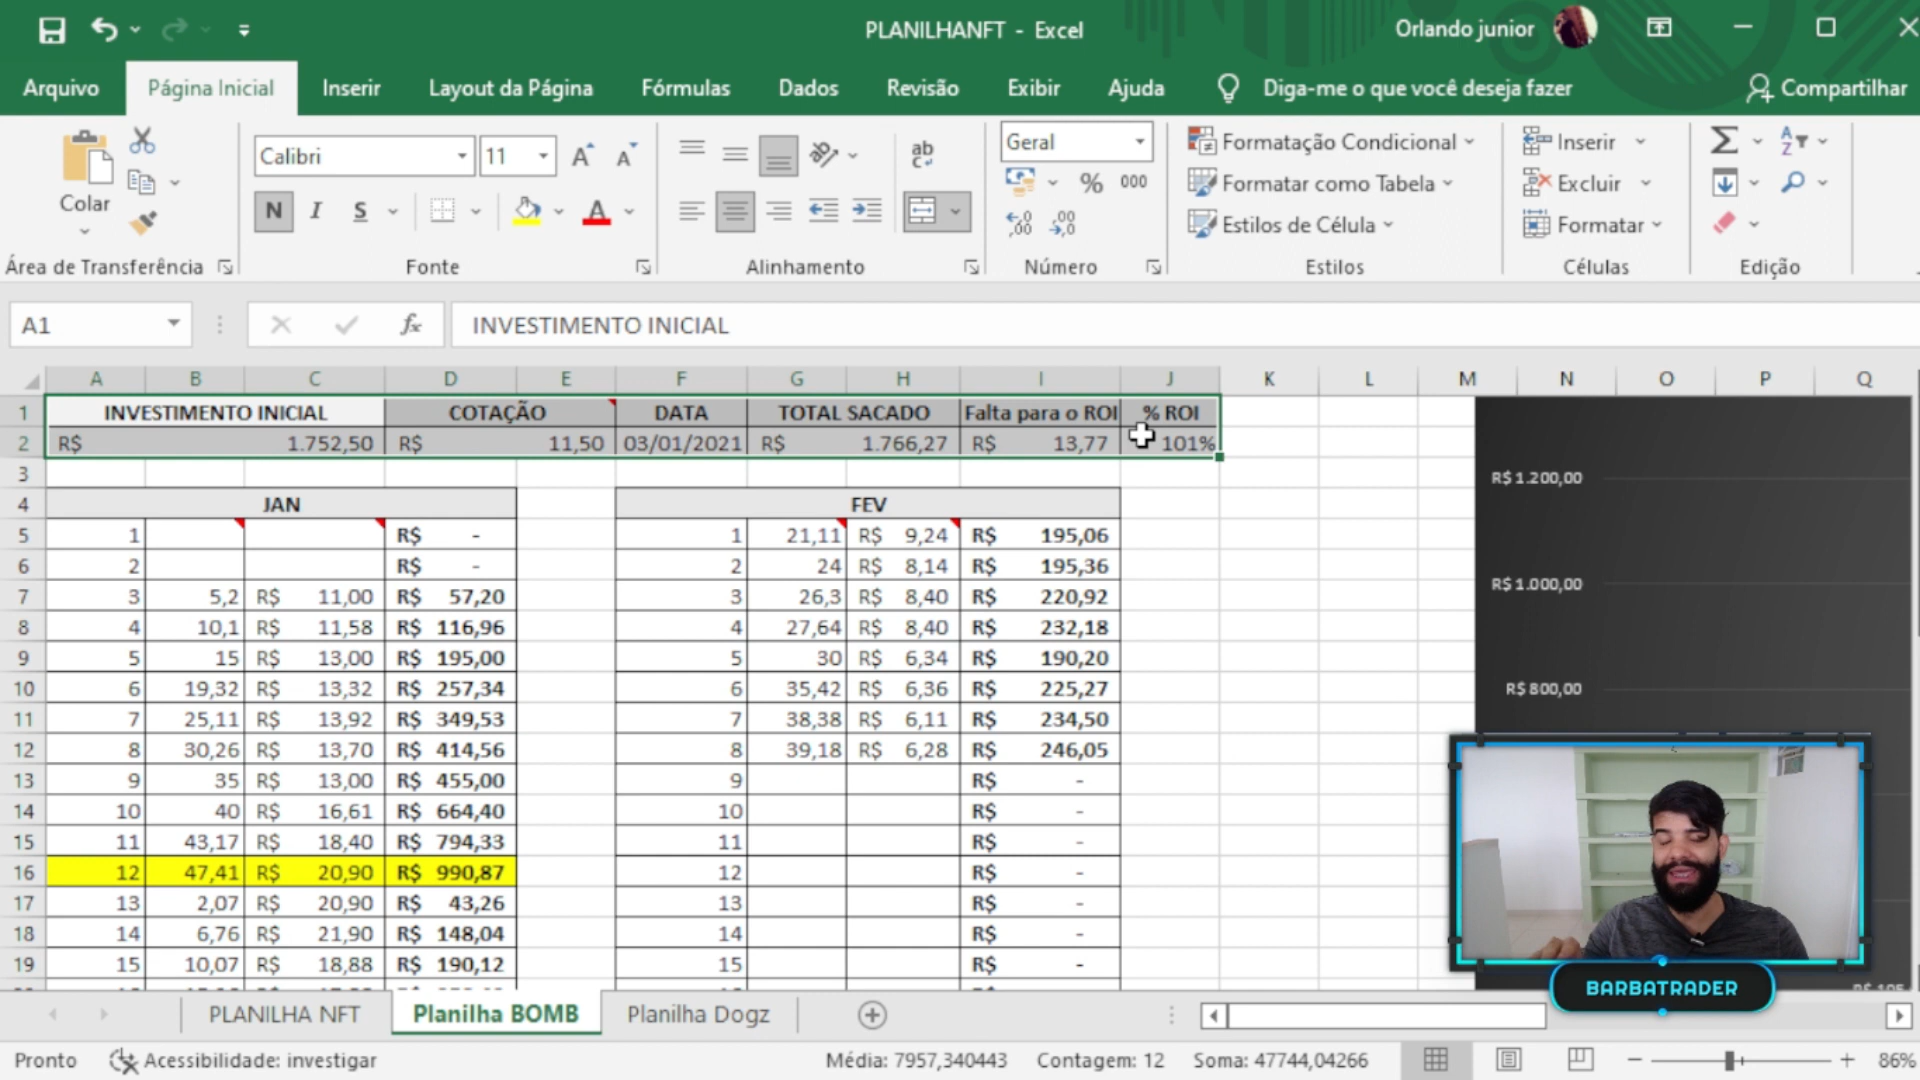 PLANILHANFT - Excel
Orlando junior
Arquivo Página Inicial Inserir Layout da Página Fórmulas Dados Revisão Exibir Ajuda Diga-me o que você deseja fazer Compartilhar
Colar
Área de Transferência
Calibri 11
N I S
Fonte
Alinhamento
Geral
% 000
Número
Formatação Condicional
Formatar como Tabela
Estilos de Célula
Estilos
Inserir
Excluir
Formatar
Células
Edição
A1 fx INVESTIMENTO INICIAL
A B C D E F G H I J K L M N O P Q
1 INVESTIMENTO INICIAL COTAÇÃO DATA TOTAL SACADO Falta para o ROI % ROI
2 R$ 1.752,50 R$ 11,50 03/01/2021 R$ 1.766,27 R$ 13,77 101%
3
4 JAN FEV
5 1 R$ - 1 21,11 R$ 9,24 R$ 195,06
6 2 R$ - 2 24 R$ 8,14 R$ 195,36
7 3 5,2 R$ 11,00 R$ 57,20 3 26,3 R$ 8,40 R$ 220,92
8 4 10,1 R$ 11,58 R$ 116,96 4 27,64 R$ 8,40 R$ 232,18
9 5 15 R$ 13,00 R$ 195,00 5 30 R$ 6,34 R$ 190,20
10 6 19,32 R$ 13,32 R$ 257,34 6 35,42 R$ 6,36 R$ 225,27
11 7 25,11 R$ 13,92 R$ 349,53 7 38,38 R$ 6,11 R$ 234,50
12 8 30,26 R$ 13,70 R$ 414,56 8 39,18 R$ 6,28 R$ 246,05
13 9 35 R$ 13,00 R$ 455,00 9 R$ -
14 10 40 R$ 16,61 R$ 664,40 10 R$ -
15 11 43,17 R$ 18,40 R$ 794,33 11 R$ -
16 12 47,41 R$ 20,90 R$ 990,87 12 R$ -
17 13 2,07 R$ 20,90 R$ 43,26 13 R$ -
18 14 6,76 R$ 21,90 R$ 148,04 14 R$ -
19 15 10,07 R$ 18,88 R$ 190,12 15 R$ -
R$ 1.200,00
R$ 1.000,00
R$ 800,00
BARBATRADER
PLANILHA NFT Planilha BOMB Planilha Dogz
Pronto Acessibilidade: investigar Média: 7957,340443 Contagem: 12 Soma: 47744,04266 86%